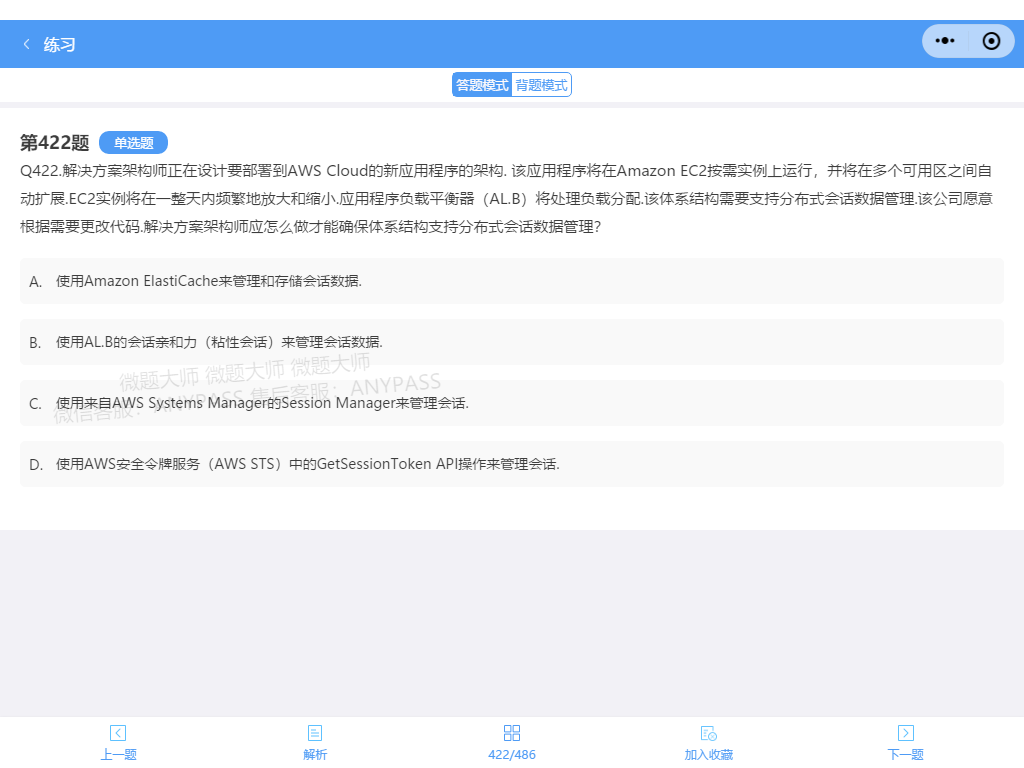 练习
答题模式 背题模式
第422题 单选题
Q422.解决方案架构师正在设计要部署到AWS Cloud的新应用程序的架构. 该应用程序将在Amazon EC2按需实例上运行，并将在多个可用区之间自
动扩展.EC2实例将在一整天内频繁地放大和缩小.应用程序负载平衡器（AL.B）将处理负载分配.该体系结构需要支持分布式会话数据管理.该公司愿意
根据需要更改代码.解决方案架构师应怎么做才能确保体系结构支持分布式会话数据管理？
A. 使用Amazon ElastiCache来管理和存储会话数据.
B. 使用AL.B的会话亲和力（粘性会话）来管理会话数据.
微题大师 微题大师 微题大师
微信客服：ANYPASS 售后客服：ANYPASS
C. 使用来自AWS Systems Manager的Session Manager来管理会话.
D. 使用AWS安全令牌服务（AWS STS）中的GetSessionToken API操作来管理会话.
上一题 解析 422/486 加入收藏 下一题